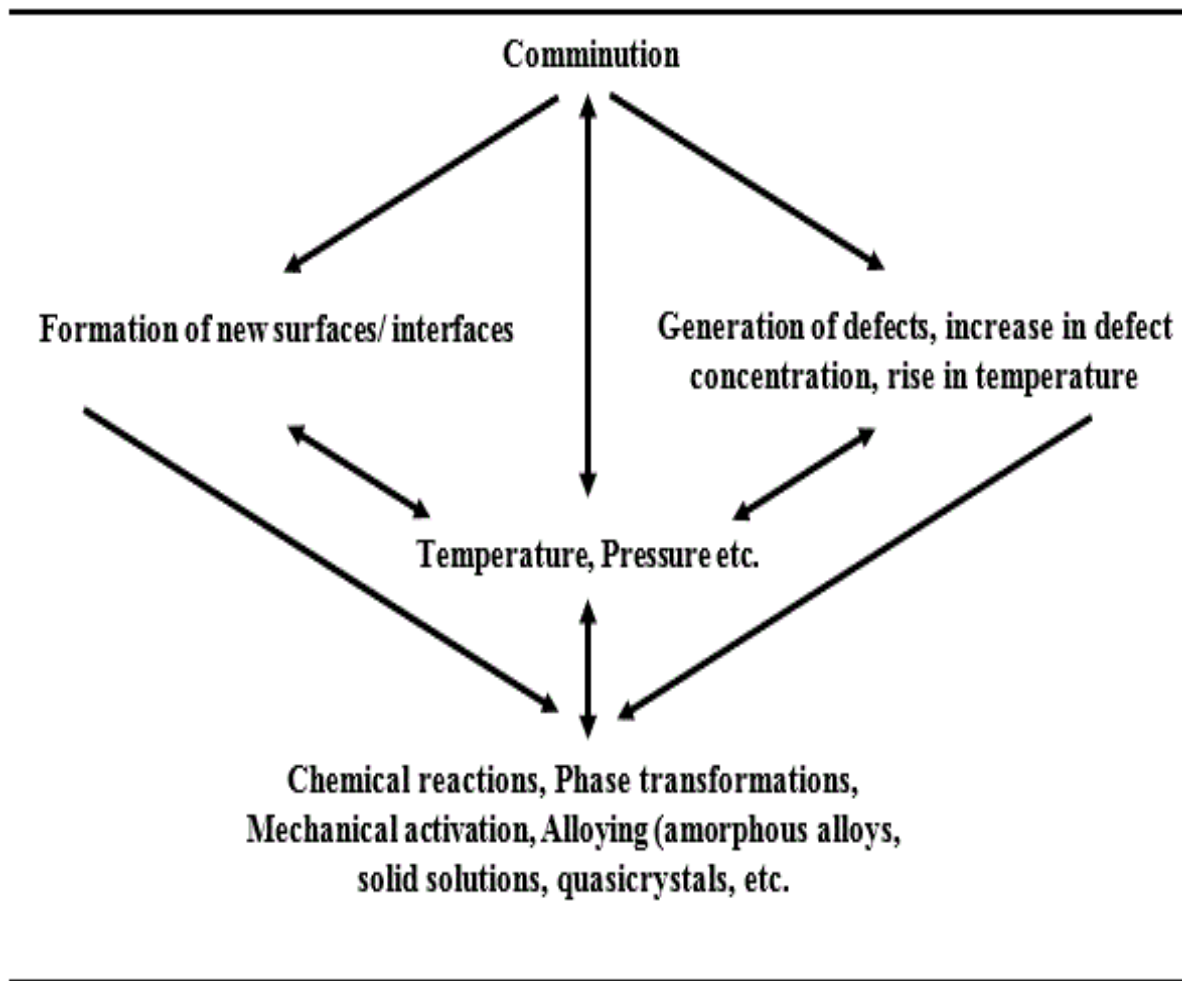 Comminution
Formation of new surfaces/ interfaces
Generation of defects, increase in defect
concentration, rise in temperature
Temperature, Pressure etc.
Chemical reactions, Phase transformations,
Mechanical activation, Alloying (amorphous alloys,
solid solutions, quasicrystals, etc.